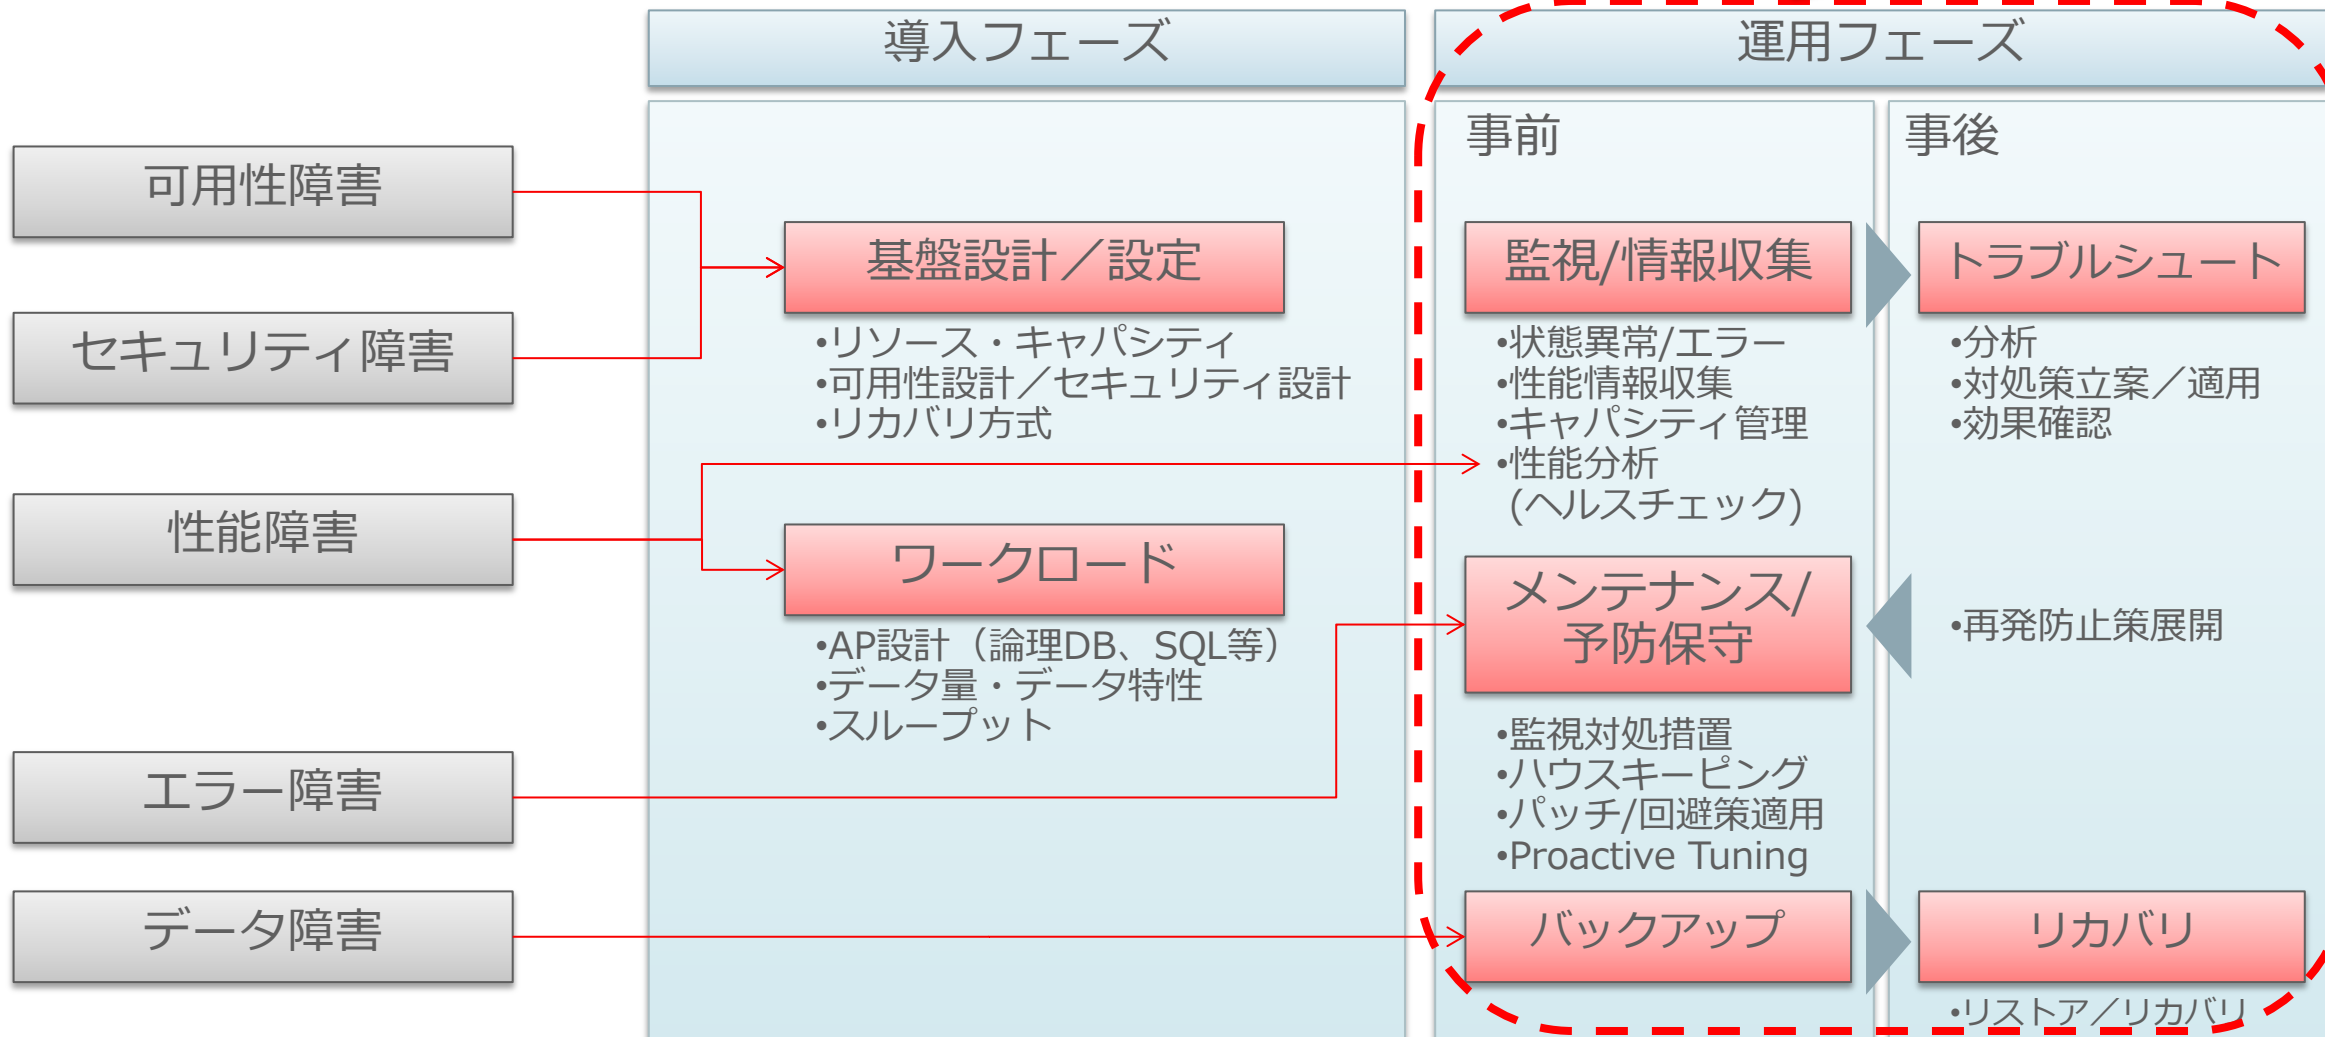 導入フェーズ
運用フェーズ
事前
事後
可用性障害
セキュリティ障害
性能障害
エラー障害
データ障害
基盤設計／設定
•リソース・キャパシティ
•可用性設計／セキュリティ設計
•リカバリ方式
ワークロード
•AP設計（論理DB、SQL等）
•データ量・データ特性
•スループット
監視/情報収集
•状態異常/エラー
•性能情報収集
•キャパシティ管理
•性能分析
(ヘルスチェック)
メンテナンス/
予防保守
•監視対処措置
•ハウスキーピング
•パッチ/回避策適用
•Proactive Tuning
バックアップ
トラブルシュート
•分析
•対処策立案／適用
•効果確認
•再発防止策展開
リカバリ
•リストア／リカバリ